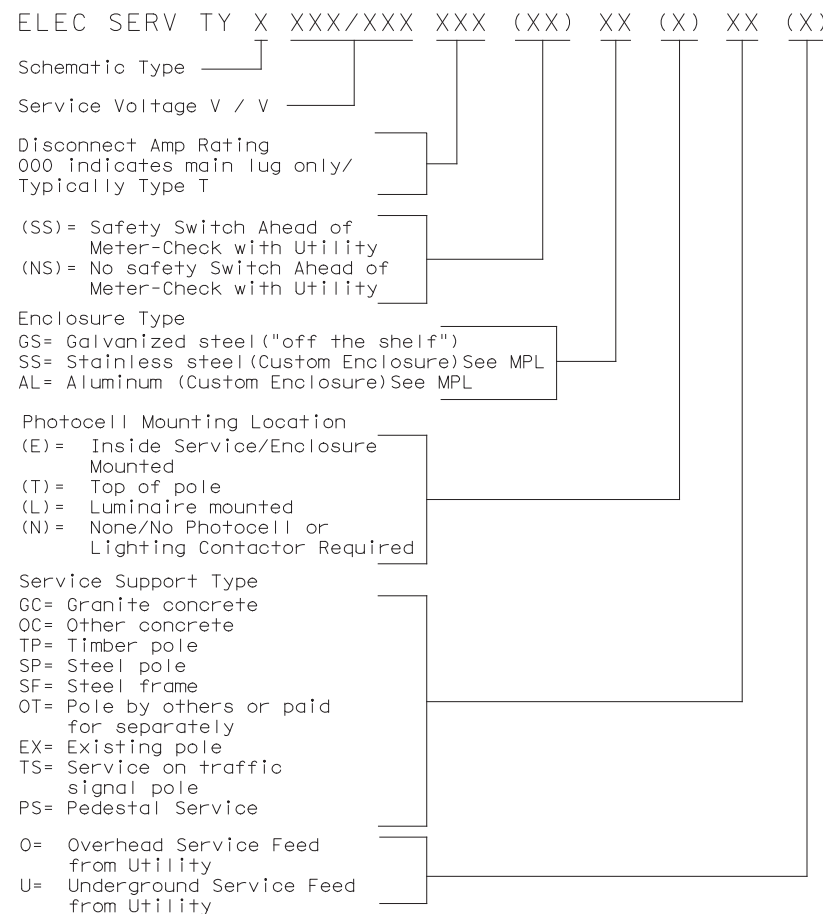 ELEC SERV TY X XXX/XXX XXX (XX) XX (X) XX (X)
Schematic Type
Service Voltage V / V
Disconnect Amp Rating
000 indicates main lug only/
Typically Type T
(SS)= Safety Switch Ahead of
Meter-Check with Utility
(NS)= No safety Switch Ahead of
Meter-Check with Utility
Enclosure Type
GS= Galvanized steel("off the shelf")
SS= Stainless steel(Custom Enclosure)See MPL
AL= Aluminum (Custom Enclosure)See MPL
Photocell Mounting Location
(E)= Inside Service/Enclosure
Mounted
(T)= Top of pole
(L)= Luminaire mounted
(N)= None/No Photocell or
Lighting Contactor Required
Service Support Type
GC= Granite concrete
OC= Other concrete
TP= Timber pole
SP= Steel pole
SF= Steel frame
OT= Pole by others or paid
for separately
EX= Existing pole
TS= Service on traffic
signal pole
PS= Pedestal Service
O= Overhead Service Feed
from Utility
U= Underground Service Feed
from Utility